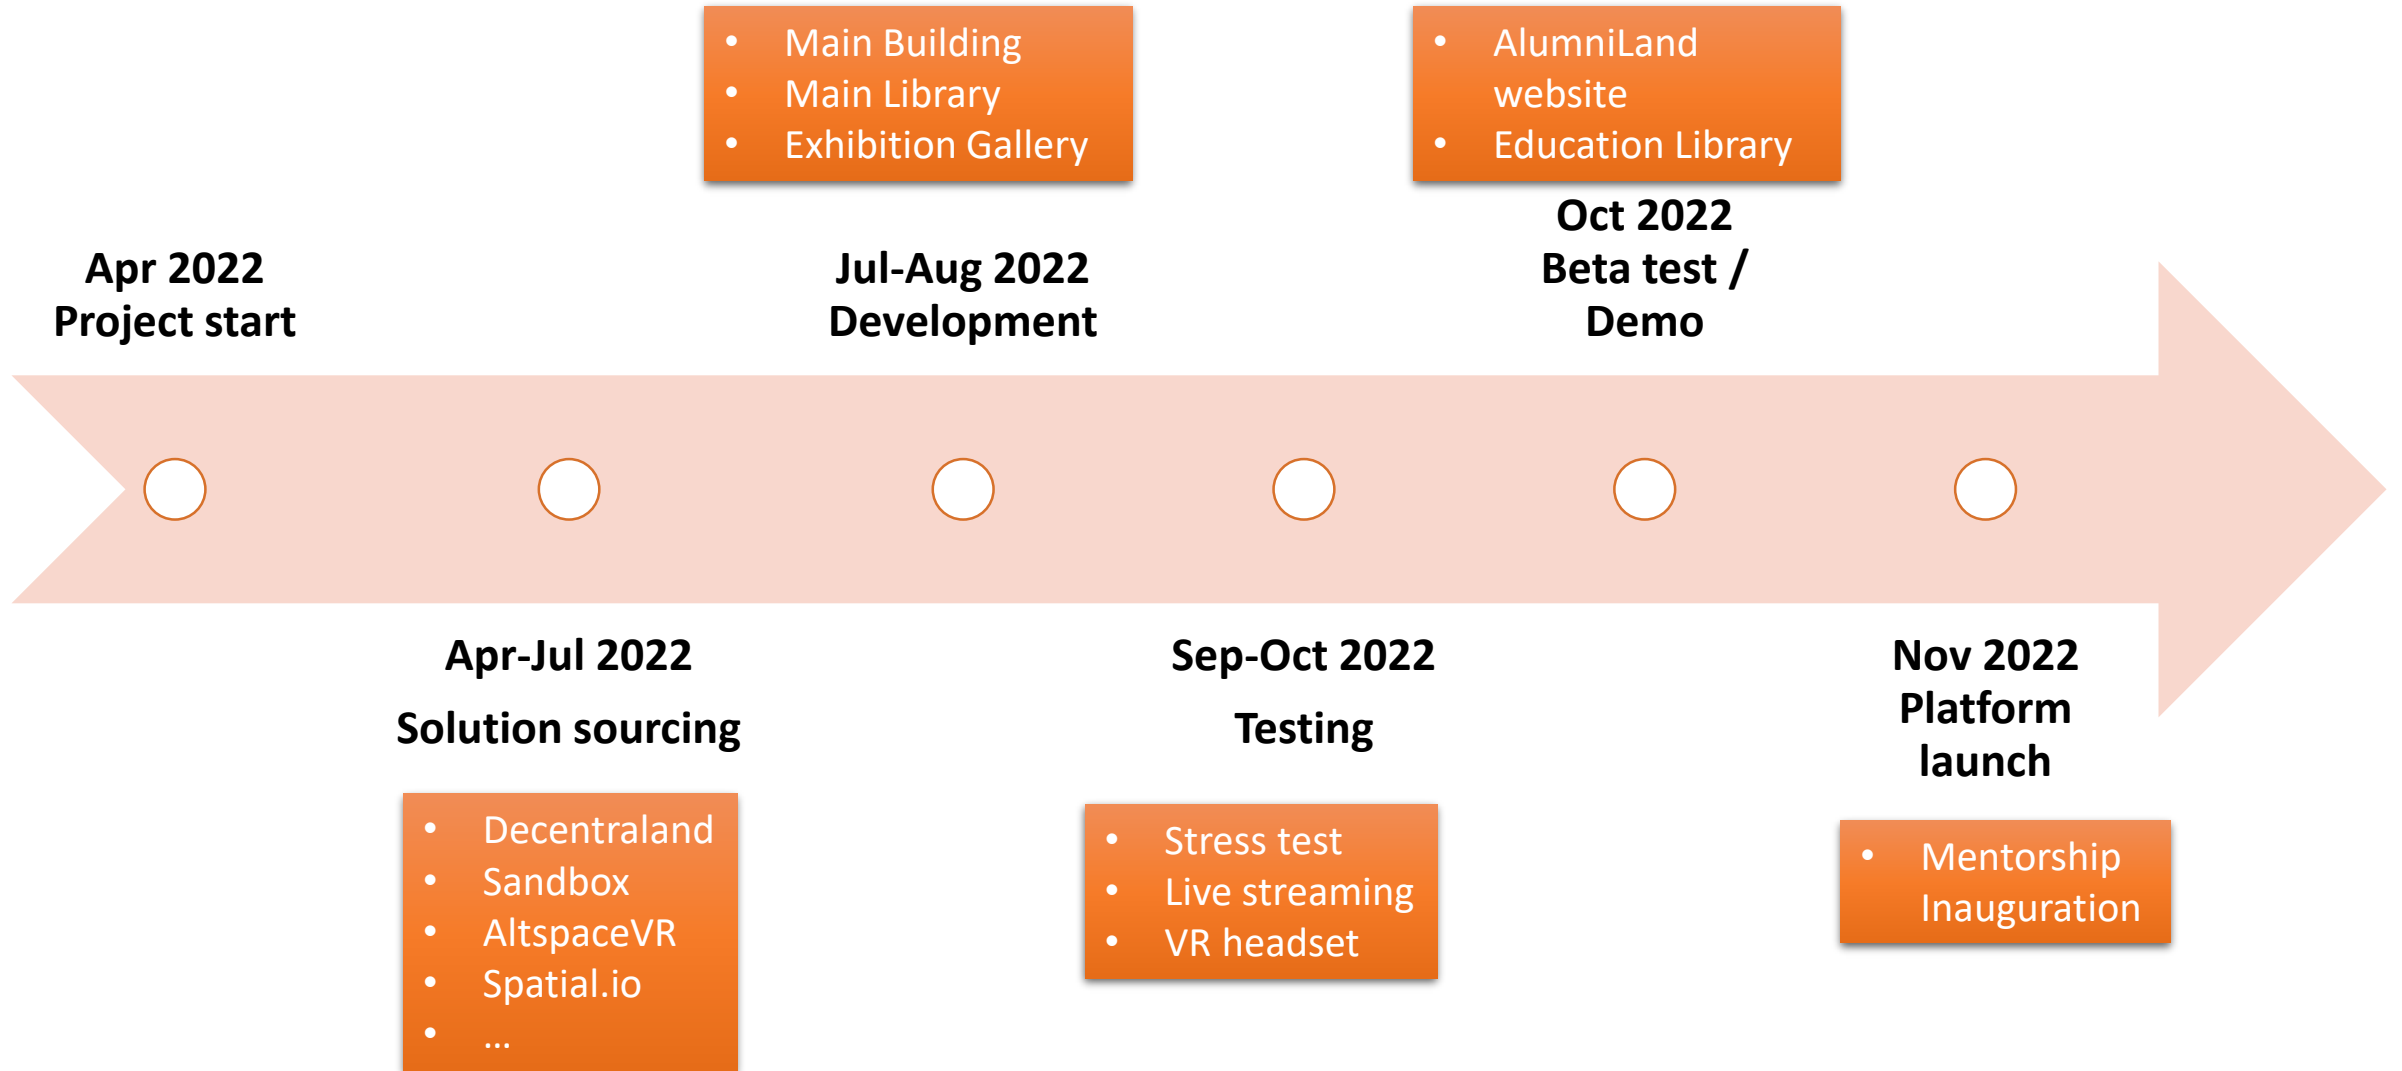 • Main Building
• Main Library
• Exhibition Gallery
• AlumniLand
website
• Education Library
Apr 2022
Project start
Jul-Aug 2022
Development
Oct 2022
Beta test /
Demo
Apr-Jul 2022
Solution sourcing
• Decentraland
• Sandbox
• AltspaceVR
• Spatial.io
• ...
Sep-Oct 2022
Testing
• Stress test
• Live streaming
• VR headset
Nov 2022
Platform
launch
• Mentorship
Inauguration